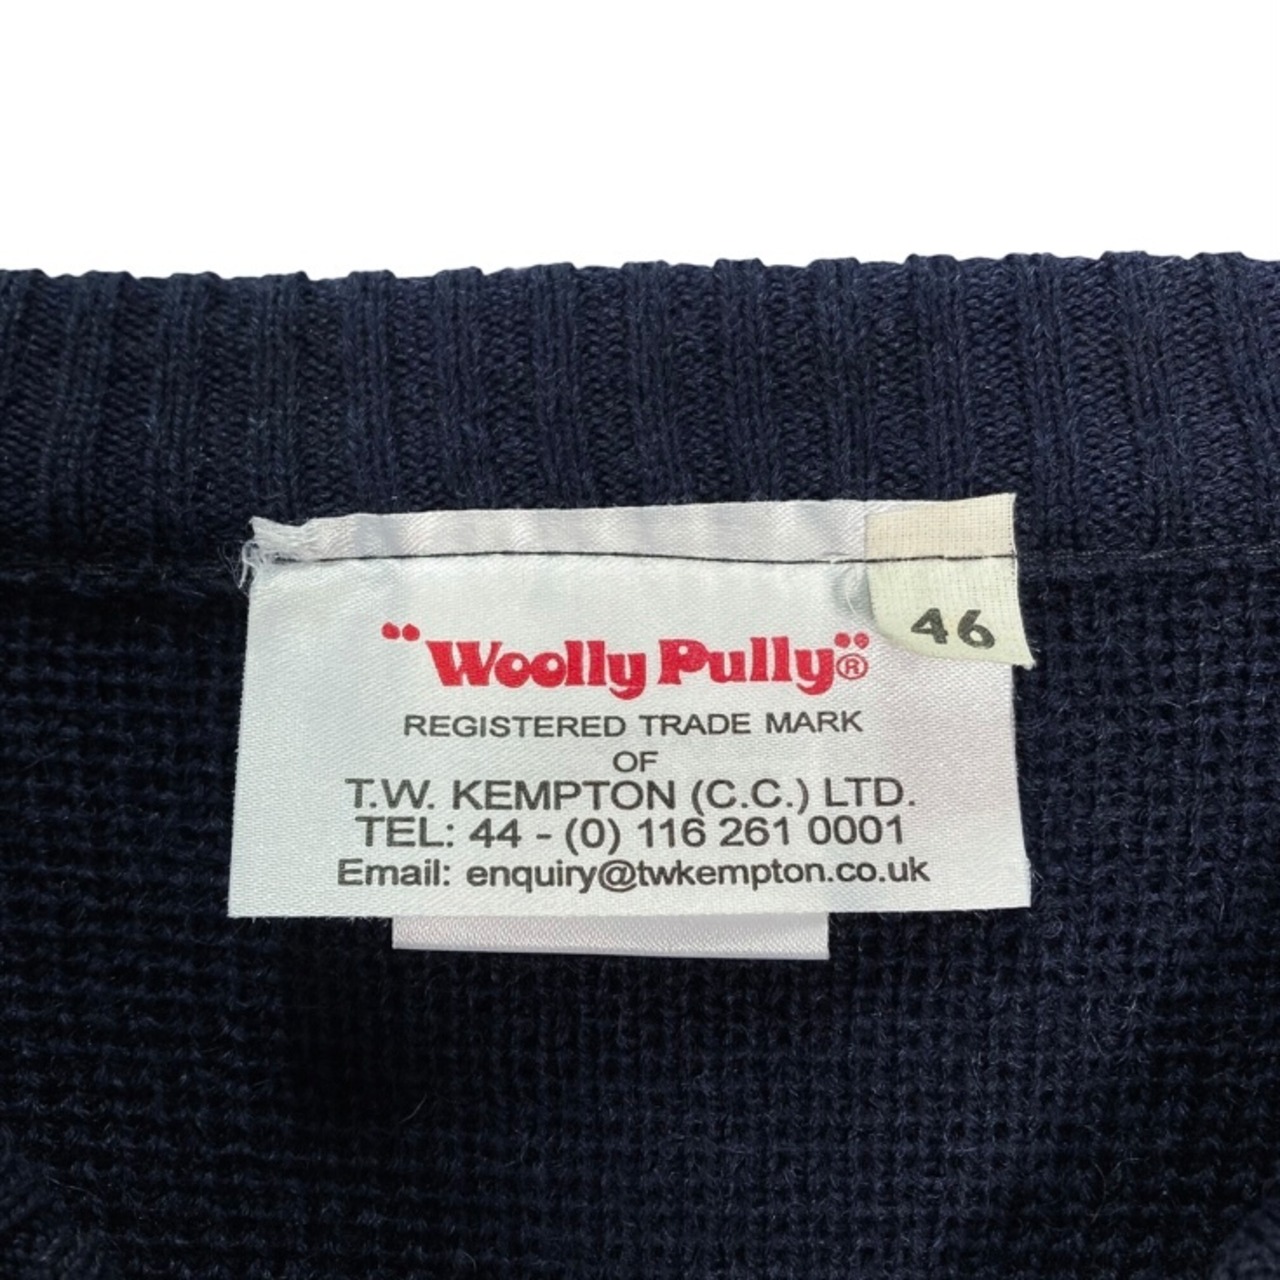 46
"Woolly Pully"®
REGISTERED TRADE MARK
OF
T.W. KEMPTON (C.C.) LTD.
TEL: 44 - (0) 116 261 0001
Email: enquiry@twkempton.co.uk